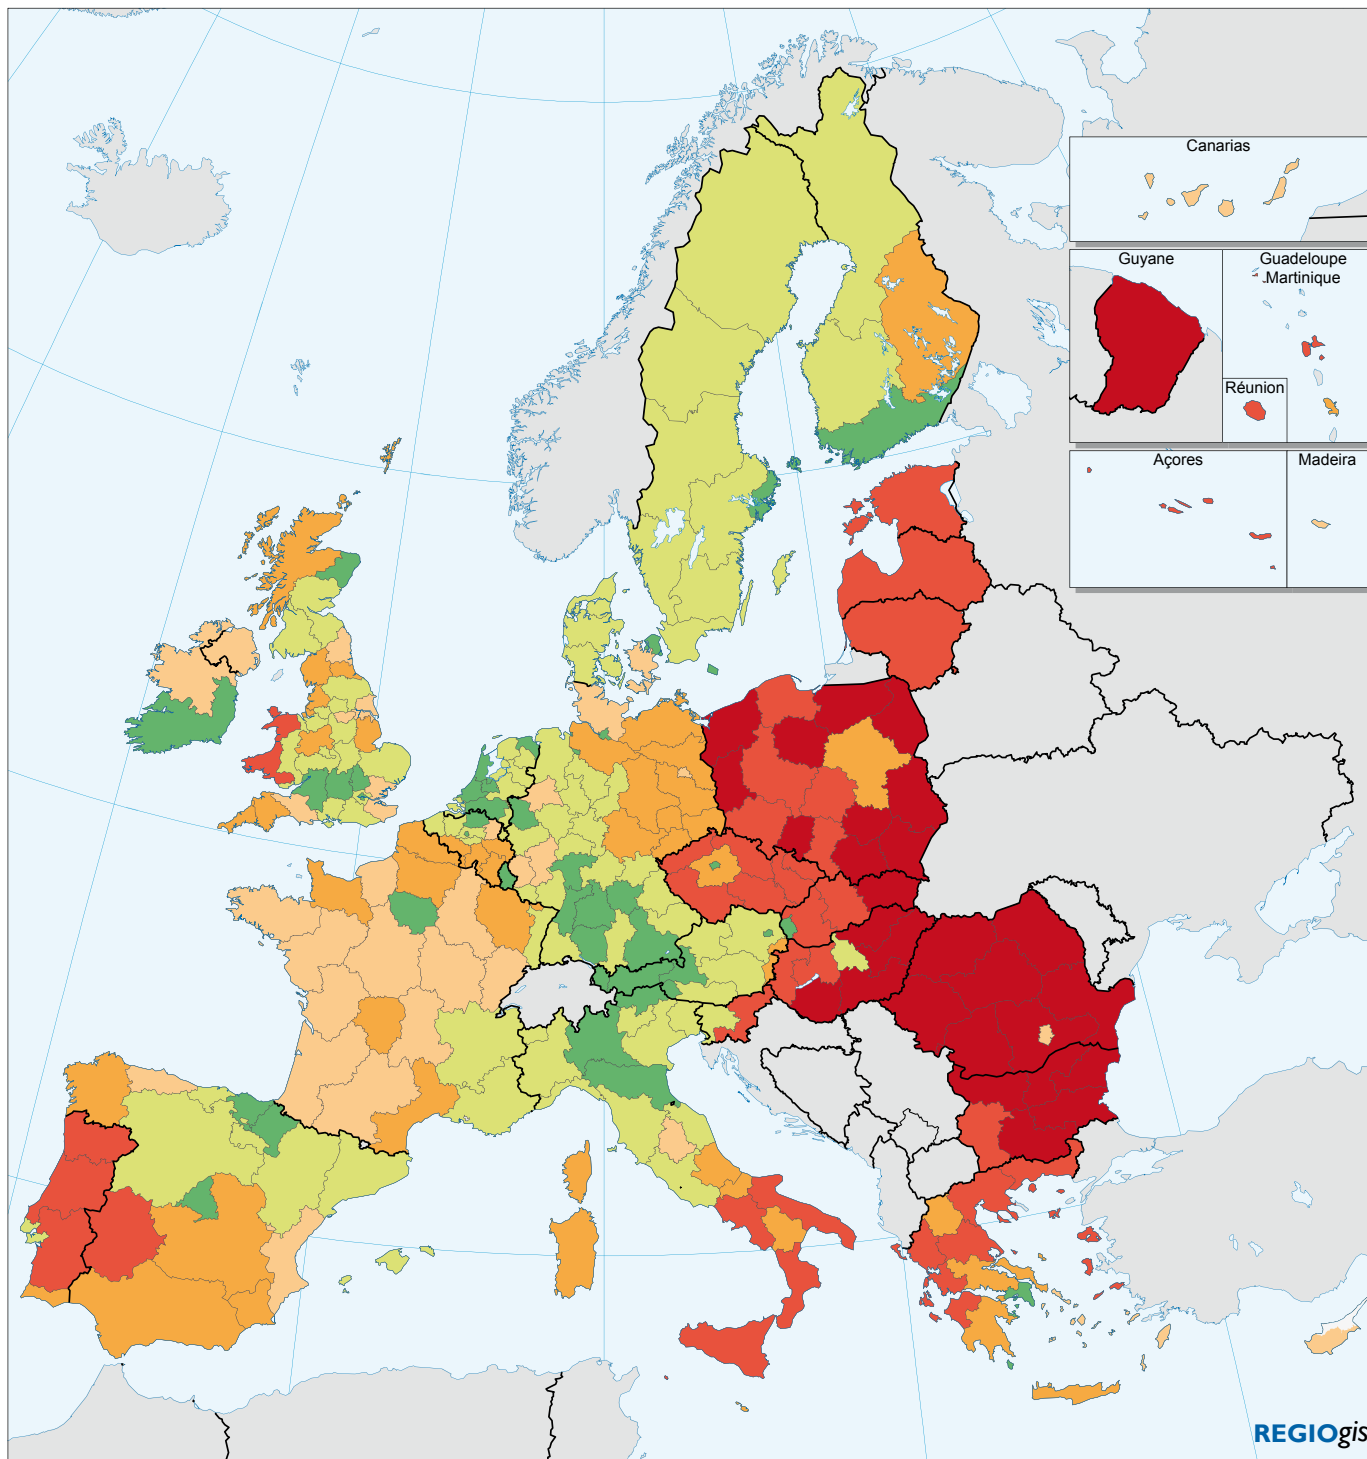 Canarias
Guyane
Guadeloupe
Martinique
Réunion
Açores
Madeira
REGIOgis